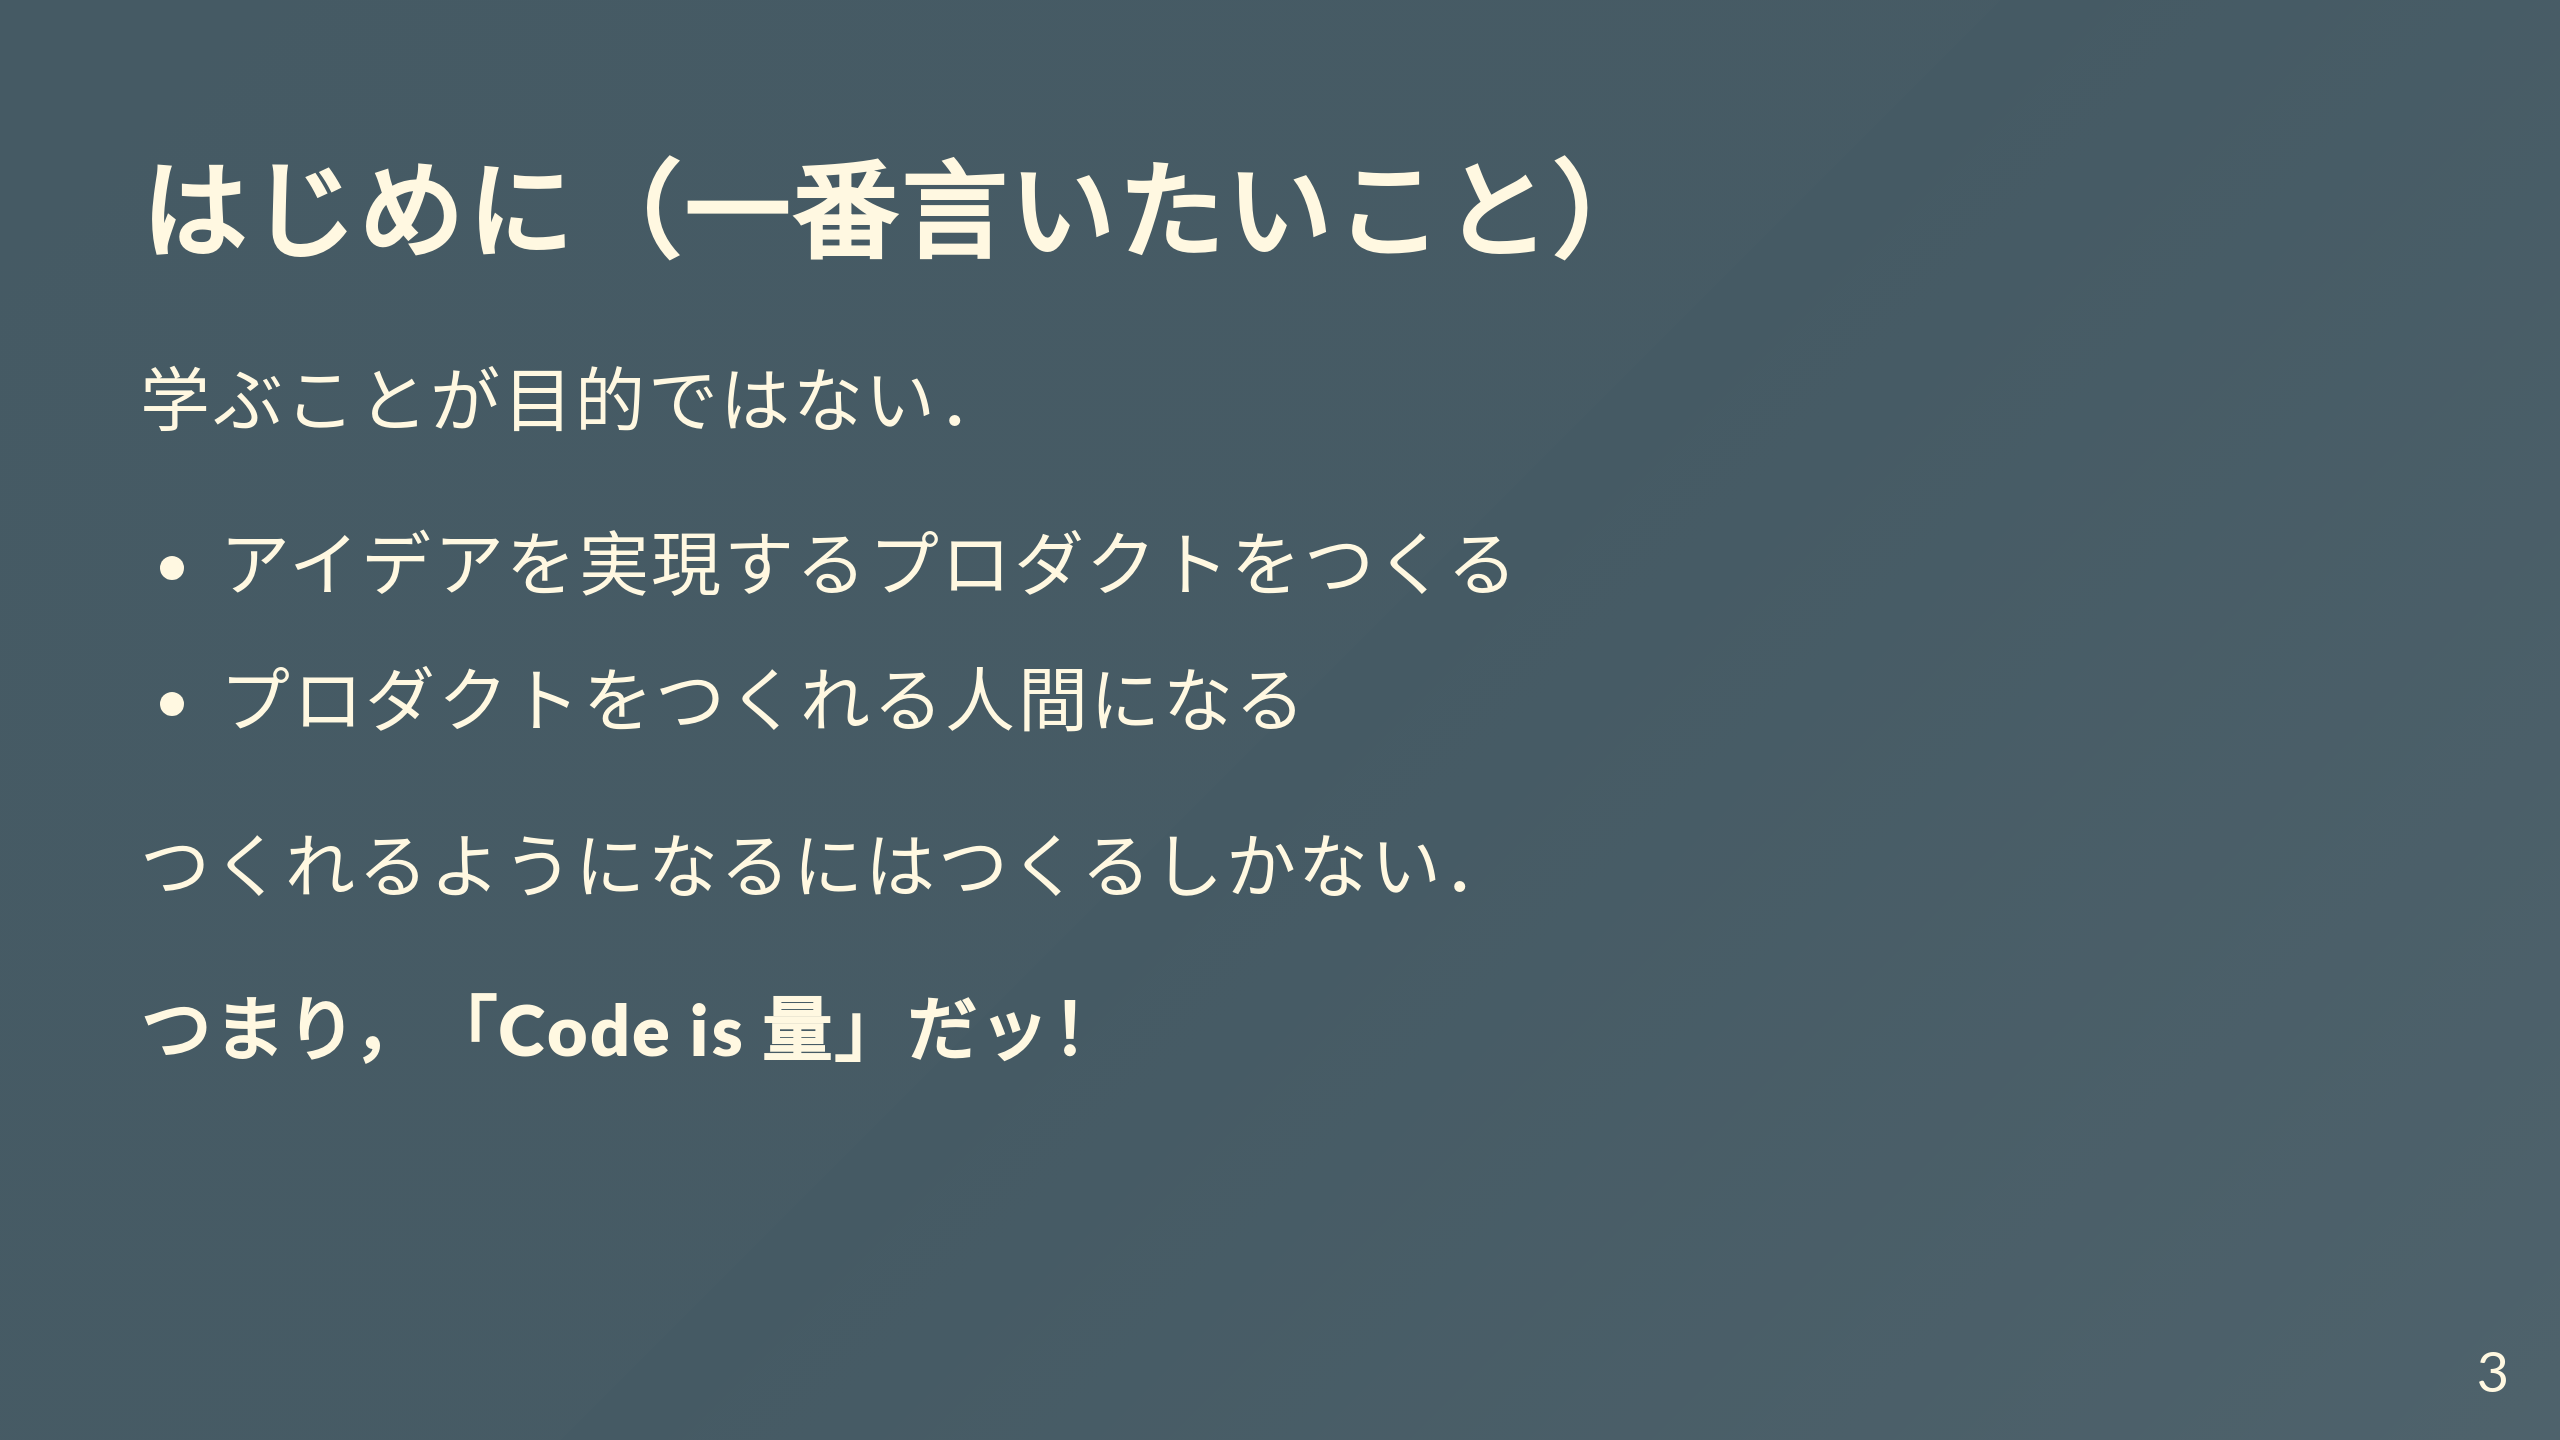 はじめに（一番言いたいこと）
学ぶことが目的ではない．
• アイデアを実現するプロダクトをつくる
• プロダクトをつくれる人間になる
つくれるようになるにはつくるしかない．
つまり，「Code is 量」だッ！
3